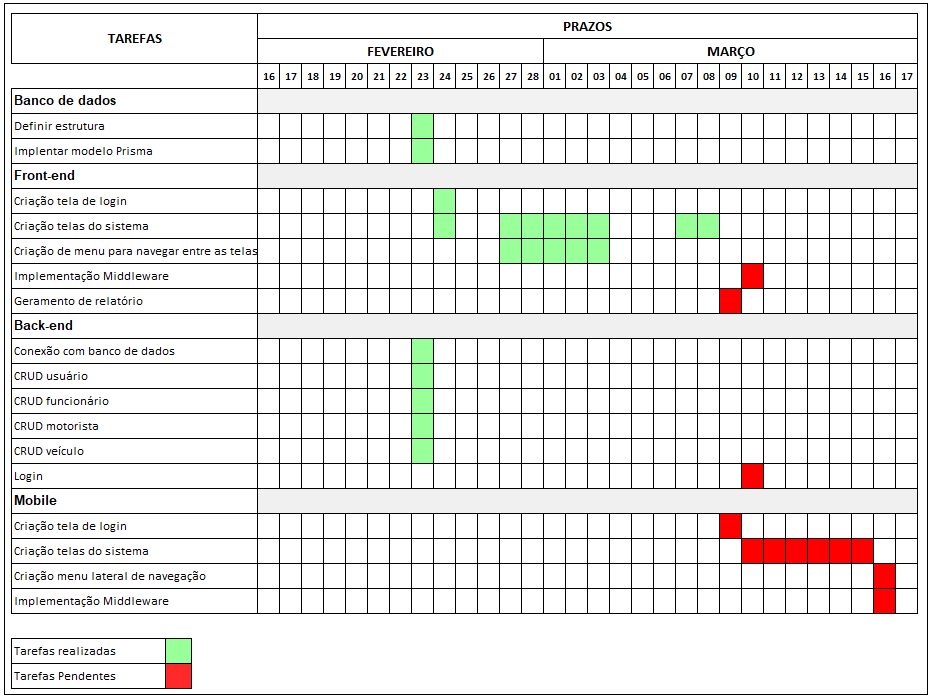 TAREFAS
PRAZOS
FEVEREIRO
MARÇO
16 17 18 19 20 21 22 23 24 25 26 27 28 01 02 03 04 05 06 07 08 09 10 11 12 13 14 15 16 17
Banco de dados
Definir estrutura
Implentar modelo Prisma
Front-end
Criação tela de login
Criação telas do sistema
Criação de menu para navegar entre as telas
Implementação Middleware
Geramento de relatório
Back-end
Conexão com banco de dados
CRUD usuário
CRUD funcionário
CRUD motorista
CRUD veículo
Login
Mobile
Criação tela de login
Criação telas do sistema
Criação menu lateral de navegação
Implementação Middleware
Tarefas realizadas
Tarefas Pendentes